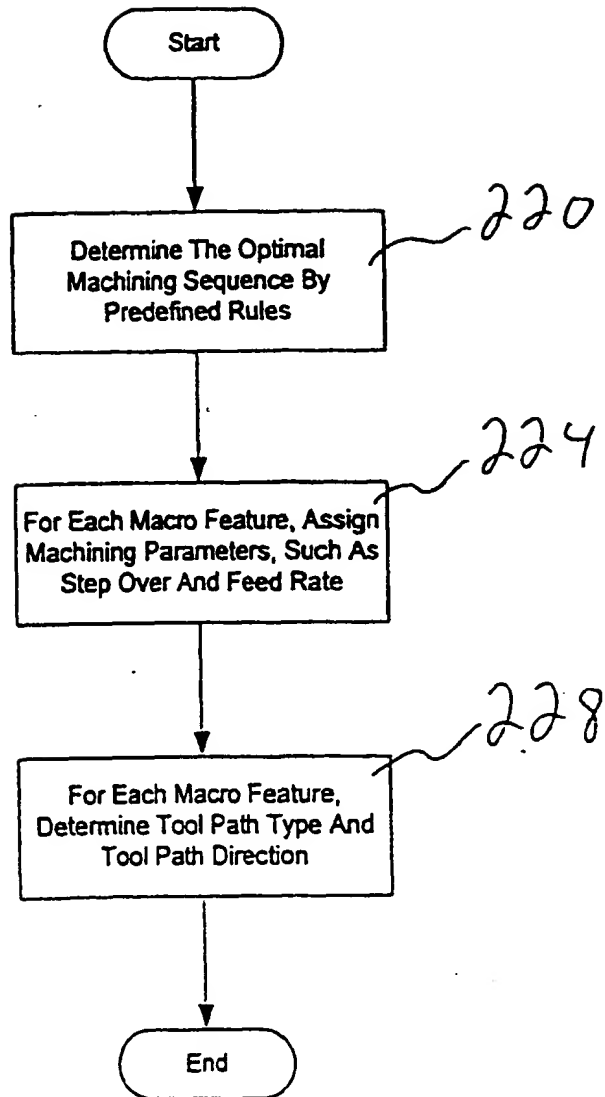 Start
220
Determine The Optimal
Machining Sequence By
Predefined Rules
224
For Each Macro Feature, Assign
Machining Parameters, Such As
Step Over And Feed Rate
228
For Each Macro Feature,
Determine Tool Path Type And
Tool Path Direction
End